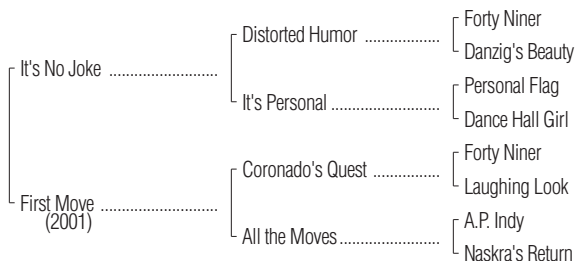 Forty Niner
Distorted Humor ..................
Danzig's Beauty
It's No Joke ..........................
Personal Flag
It's Personal ..........................
Dance Hall Girl
Forty Niner
Coronado's Quest ................
Laughing Look
First Move ............................
(2001)
A.P. Indy
All the Moves ........................
Naskra's Return